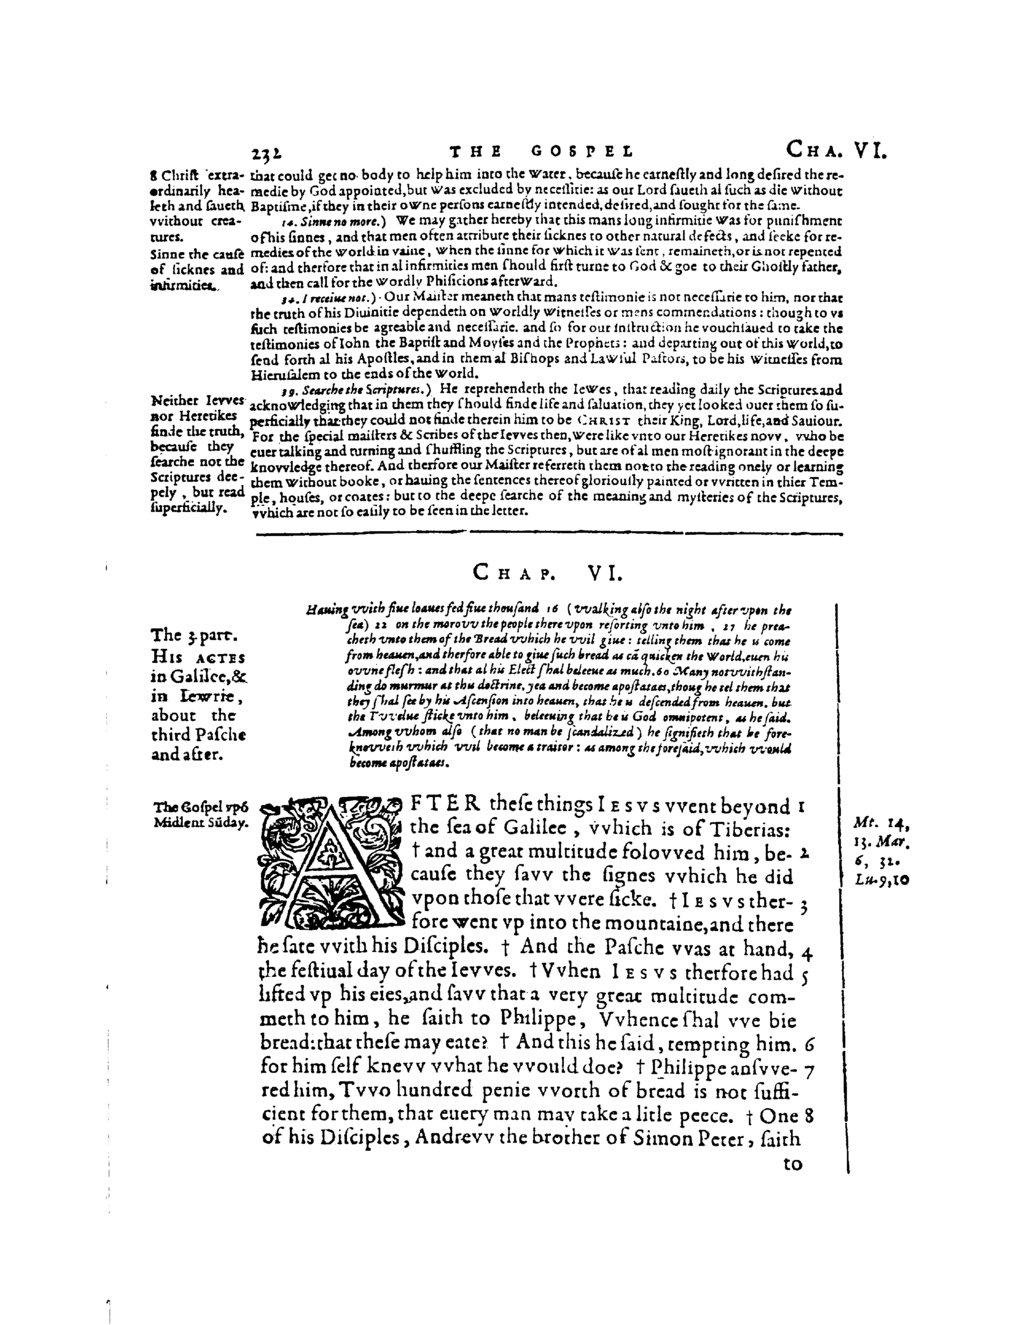 232 THE GOSPEL CHA. VI.
8 Chriſt extra-
ordinarily hea-
leth and ſaueth
vvithout crea-
tures.
Sinne the cauſe
of ſicknes and
infirmities.
that could get no body to help him into the water, becauſe he earneſtly and long deſired the re-
medie by God appointed, but was excluded by neceſſitie: as our Lord ſaueth al ſuch as die without
Baptiſme, if they in their owne perſons earneſtly intended, deſired, and ſought for the ſame.
14. Sinne no more.) We may gather hereby that this mans long infirmitie was for puniſhment
of his ſinnes, and that men often attribute their ſicknes to other natural defects, and ſeeke for re-
medies of the world in vaine, when the ſinne for which it was ſent, remaineth, or is not repented
of: and therfore that in al infirmities men ſhould firſt turne to God & goe to their Ghoſtly father,
and then call for the wordly Phiſicions afterward.
34. I receiue not.) Our Maiſter meaneth that mans teſtimonie is not neceſſarie to him, nor that
the truth of his Diuinitie dependeth on worldly witneſſes or mens commendations: though to vs
ſuch teſtimonies be agreable and neceſſarie. and ſo for our inſtruction he vouchſaued to take the
teſtimonies of Iohn the Baptiſt and Moyſes and the Prophets: and departing out of this world, to
ſend forth al his Apoſtles, and in them al Biſhops and Lawful Paſtors, to be his witneſſes from
Hieruſalem to the ends of the world.
Neither Ievves
nor Heretikes
finde the truth,
becauſe they
ſearche not the
Scriptures dee-
pely, but read
ſuperficially.
39. Searche the Scriptures.) He reprehendeth the Iewes, that reading daily the Scriptures and
acknowledging that in them they ſhould finde life and ſaluation, they yet looked ouer them ſo ſu-
perficially that they could not finde therein him to be CHRIST their King, Lord, life, and Sauiour.
For the ſpecial maiſters & Scribes of the Ievves then, were like vnto our Heretikes novv, vvho be
euer talking and turning and ſhuffling the Scriptures, but are of al men moſt ignorant in the deepe
knovvledge thereof. And therfore our Maiſter referreth them not to the reading onely or learning
them without booke, or hauing the ſentences thereof glorioully painted or vvritten in thier Tem-
ple, houſes, or coates: but to the deepe ſearche of the meaning and myſteries of the Scriptures,
vvhich are not ſo eaſily to be ſeen in the letter.
CHAP. VI.
Hauing vvith fiue loaues fed fiue thouſand 16 (vvalking alſo the night after vpon the
ſea) 22 on the morovv the people there vpon reſorting vnto him, 27 he prea-
cheth vnto them of the Bread vvhich he vvil giue: telling them that he is come
from heauen, and therfore able to giue ſuch bread as cā quicken the World, euen his
ovvne fleſh: and that al his Elect ſhal beleeue as much. 60 Many notvvithſtan-
ding do murmur at this doctrine, yea and become apoſtataes, thoug he tel them that
they ſhal ſee by his Aſcenſion into heauen, that he is deſcended from heauen. but
the Tvvelue ſticke vnto him, beleeuing that he is God omnipotent, as he ſaid.
Among vvhom alſo (that no man be ſcandalized) he ſignifieth that he fore-
knovveth vvhich vvil become a traitor: as among the foreſaid, vvhich vvould
become apoſtataes.
The 3. part.
HIS ACTES
in Galilee, &
in Iewrie,
about the
third Paſche
and after.
The Goſpel vpō
Midlent Sūday.
AFTER theſe things IESVS vvent beyond 1
the ſea of Galilee, vvhich is of Tiberias:
† and a great multitude folovved him, be- 2
cauſe they ſavv the ſignes vvhich he did
vpon thoſe that vvere ſicke. † IESVS ther- 3
fore went vp into the mountaine, and there
he ſate vvith his Diſciples. † And the Paſche vvas at hand, 4
the feſtiual day of the Ievves. † Vvhen IESVS therfore had 5
lifted vp his eies, and ſavv that a very great multitude com-
meth to him, he ſaith to Philippe, Vvhence ſhal vve bie
bread: that theſe may eate? † And this he ſaid, tempting him. 6
for him ſelf knevv vvhat he vvould doe? † Philippe anſvve- 7
red him, Tvvo hundred penie vvorth of bread is not ſuffi-
cient for them, that euery man may take a litle peece. † One 8
of his Diſciples, Andrevv the brother of Simon Peter, ſaith
to
Mt. 14,
13. Mar.
6, 32.
Lu. 9, 10